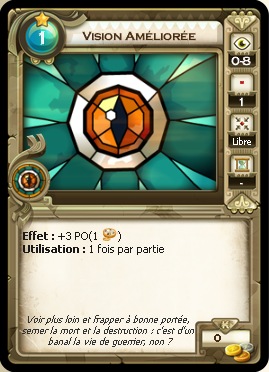 Vision Améliorée
1
0-8
-
1
Libre
-
Effet : +3 PO(1 )
Utilisation : 1 fois par partie
Voir plus loin et frapper à bonne portée,
semer la mort et la destruction : c'est d'un
banal la vie de guerrier, non ?
K
0